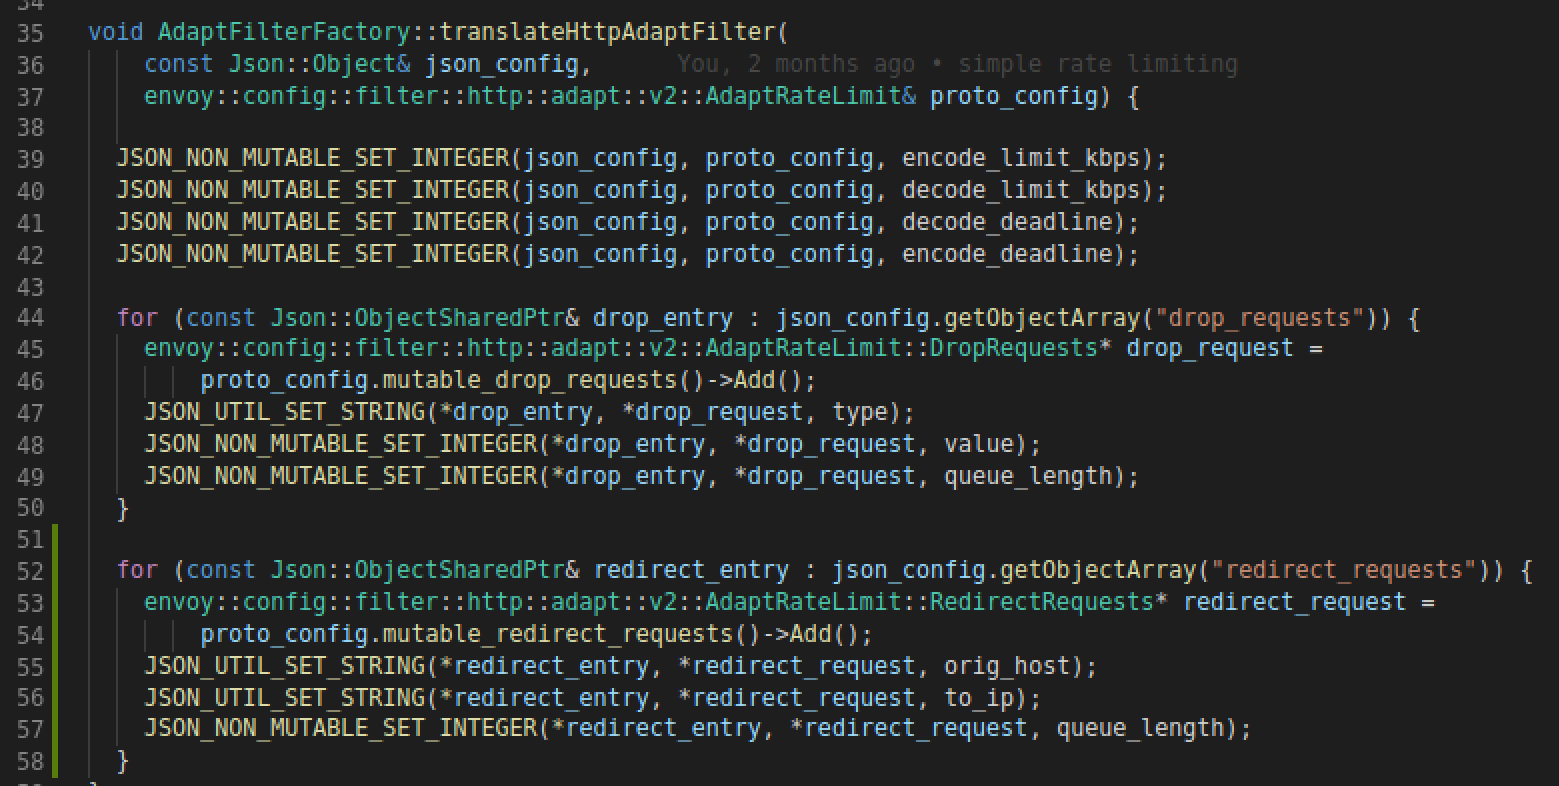 34
35 void AdaptFilterFactory::translateHttpAdaptFilter(
36 const Json::Object& json_config, You, 2 months ago • simple rate limiting
37 envoy::config::filter::http::adapt::v2::AdaptRateLimit& proto_config) {
38
39 JSON_NON_MUTABLE_SET_INTEGER(json_config, proto_config, encode_limit_kbps);
40 JSON_NON_MUTABLE_SET_INTEGER(json_config, proto_config, decode_limit_kbps);
41 JSON_NON_MUTABLE_SET_INTEGER(json_config, proto_config, decode_deadline);
42 JSON_NON_MUTABLE_SET_INTEGER(json_config, proto_config, encode_deadline);
43
44 for (const Json::ObjectSharedPtr& drop_entry : json_config.getObjectArray("drop_requests")) {
45 envoy::config::filter::http::adapt::v2::AdaptRateLimit::DropRequests* drop_request =
46 proto_config.mutable_drop_requests()->Add();
47 JSON_UTIL_SET_STRING(*drop_entry, *drop_request, type);
48 JSON_NON_MUTABLE_SET_INTEGER(*drop_entry, *drop_request, value);
49 JSON_NON_MUTABLE_SET_INTEGER(*drop_entry, *drop_request, queue_length);
50 }
51
52 for (const Json::ObjectSharedPtr& redirect_entry : json_config.getObjectArray("redirect_requests")) {
53 envoy::config::filter::http::adapt::v2::AdaptRateLimit::RedirectRequests* redirect_request =
54 proto_config.mutable_redirect_requests()->Add();
55 JSON_UTIL_SET_STRING(*redirect_entry, *redirect_request, orig_host);
56 JSON_UTIL_SET_STRING(*redirect_entry, *redirect_request, to_ip);
57 JSON_NON_MUTABLE_SET_INTEGER(*redirect_entry, *redirect_request, queue_length);
58 }